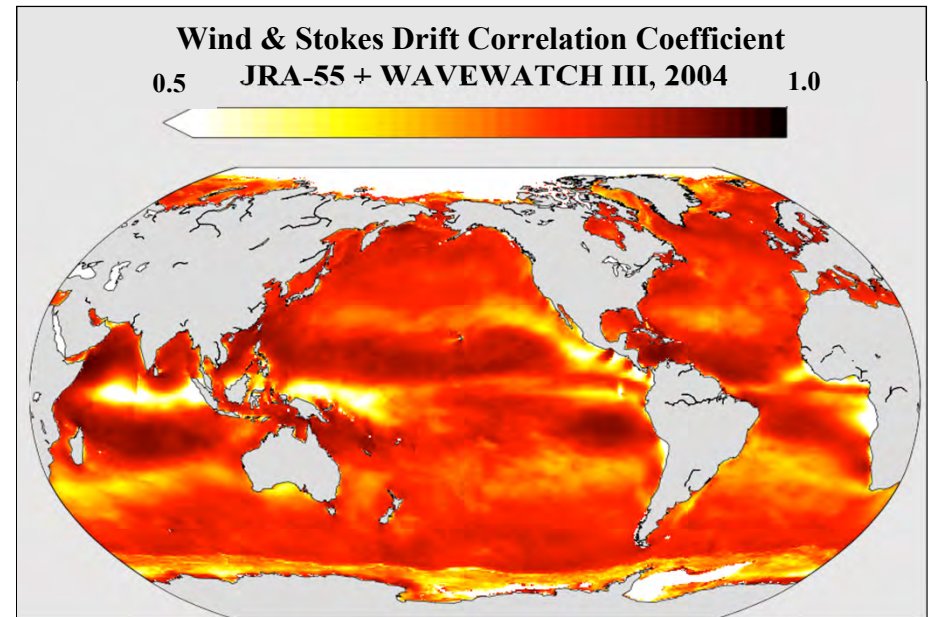 Wind & Stokes Drift Correlation Coefficient
0.5 JRA-55 + WAVEWATCH III, 2004 1.0